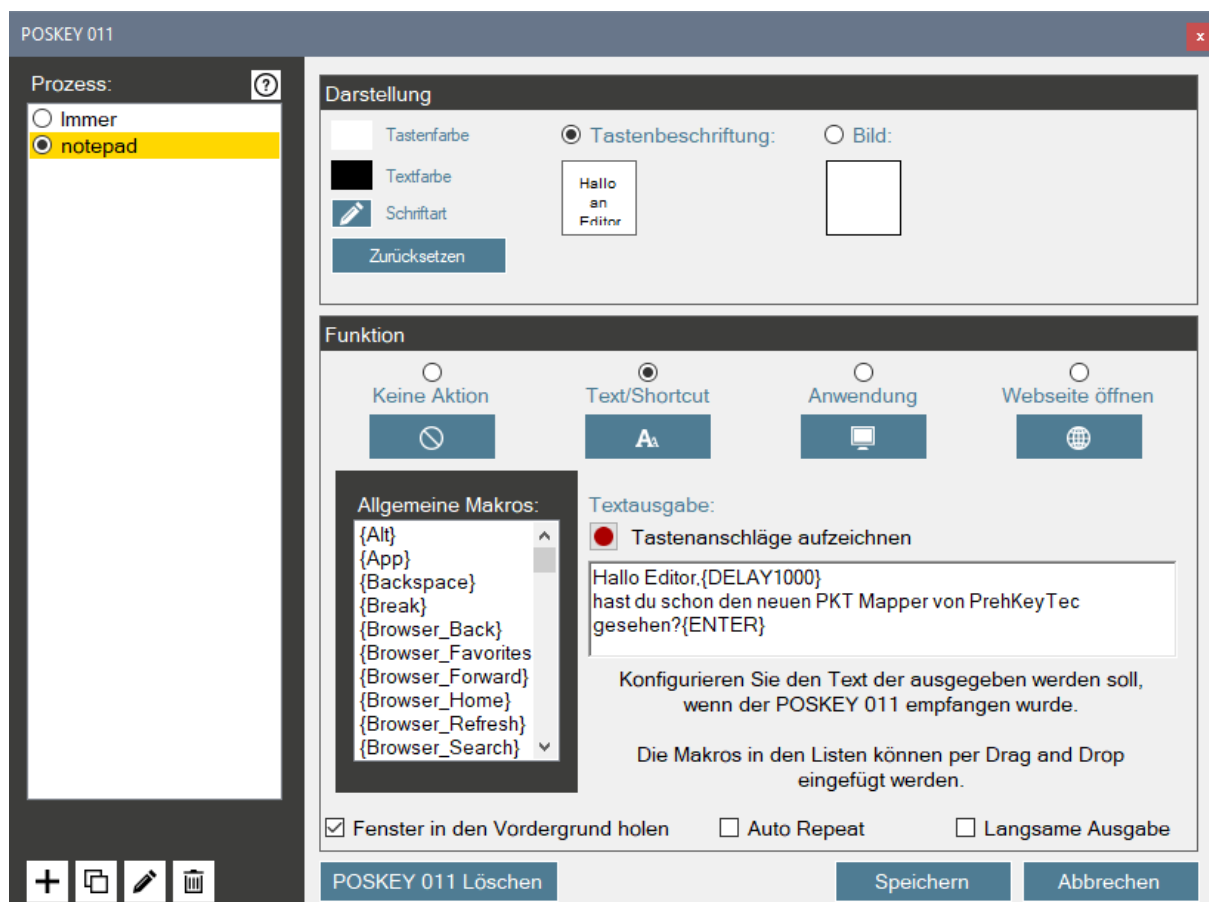 POSKEY 011
x
Prozess:
?
Immer
notepad
Darstellung
Tastenfarbe
Textfarbe
Schriftart
Zurücksetzen
Tastenbeschriftung:
Hallo
an
Editor
Bild:
Funktion
Keine Aktion
Text/Shortcut
Anwendung
Webseite öffnen
Allgemeine Makros:
{Alt}
{App}
{Backspace}
{Break}
{Browser_Back}
{Browser_Favorites
{Browser_Forward}
{Browser_Home}
{Browser_Refresh}
{Browser_Search}
Textausgabe:
Tastenanschläge aufzeichnen
Hallo Editor,{DELAY1000}
hast du schon den neuen PKT Mapper von PrehKeyTec
gesehen?{ENTER}
Konfigurieren Sie den Text der ausgegeben werden soll,
wenn der POSKEY 011 empfangen wurde.
Die Makros in den Listen können per Drag and Drop
eingefügt werden.
Fenster in den Vordergrund holen
Auto Repeat
Langsame Ausgabe
POSKEY 011 Löschen
Speichern
Abbrechen